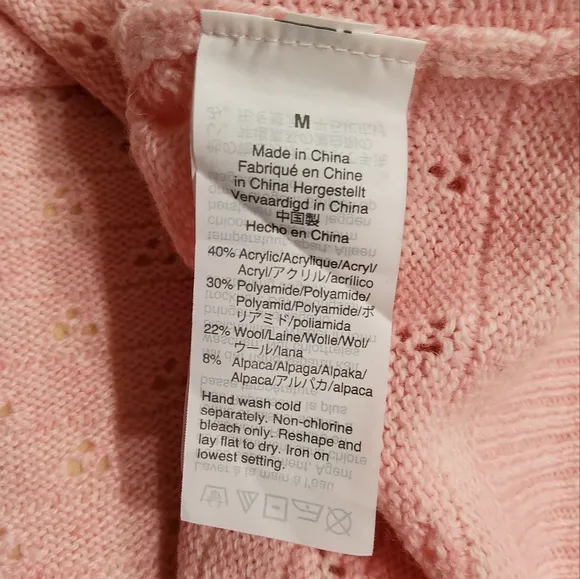 M
Made in China
Fabriqué en Chine
in China Hergestellt
Vervaardigd in China
中国製
Hecho en China
40% Acrylic/Acrylique/Acryl/
Acryl/アクリル/acrílico
30% Polyamide/Polyamide/
Polyamid/Polyamide/ポ
リアミド/poliamida
22% Wool/Laine/Wolle/Wol/
ウール/lana
8% Alpaca/Alpaga/Alpaka/
Alpaca/アルパカ/alpaca
Hand wash cold
separately. Non-chlorine
bleach only. Reshape and
lay flat to dry. Iron on
lowest setting.